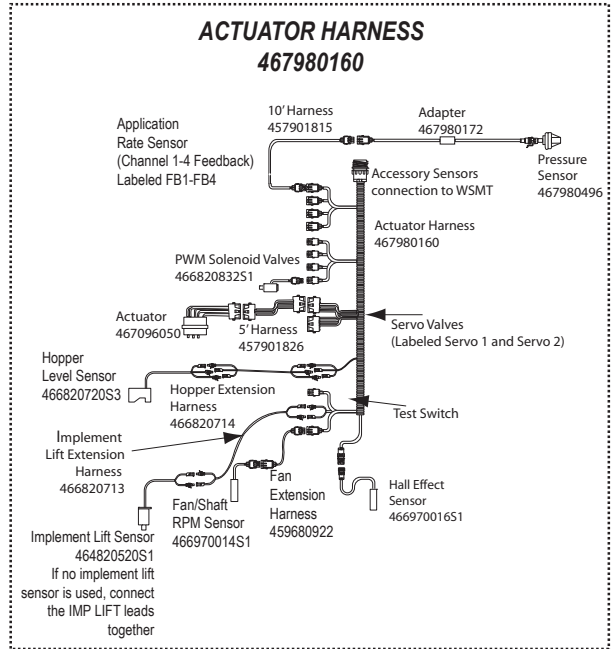 ACTUATOR HARNESS
467980160
10' Harness
457901815
Adapter
467980172
Application
Rate Sensor
(Channel 1-4 Feedback)
Labeled FB1-FB4
Pressure
Sensor
467980496
Accessory Sensors
connection to WSMT
Actuator Harness
467980160
PWM Solenoid Valves
466820832S1
Actuator
467096050
5' Harness
457901826
Servo Valves
(Labeled Servo 1 and Servo 2)
Hopper
Level Sensor
466820720S3
Hopper Extension
Harness
466820714
Test Switch
Implement
Lift Extension
Harness
466820713
Fan/Shaft
RPM Sensor
466970014S1
Fan
Extension
Harness
459680922
Hall Effect
Sensor
466970016S1
Implement Lift Sensor
464820520S1
If no implement lift
sensor is used, connect
the IMP LIFT leads
together